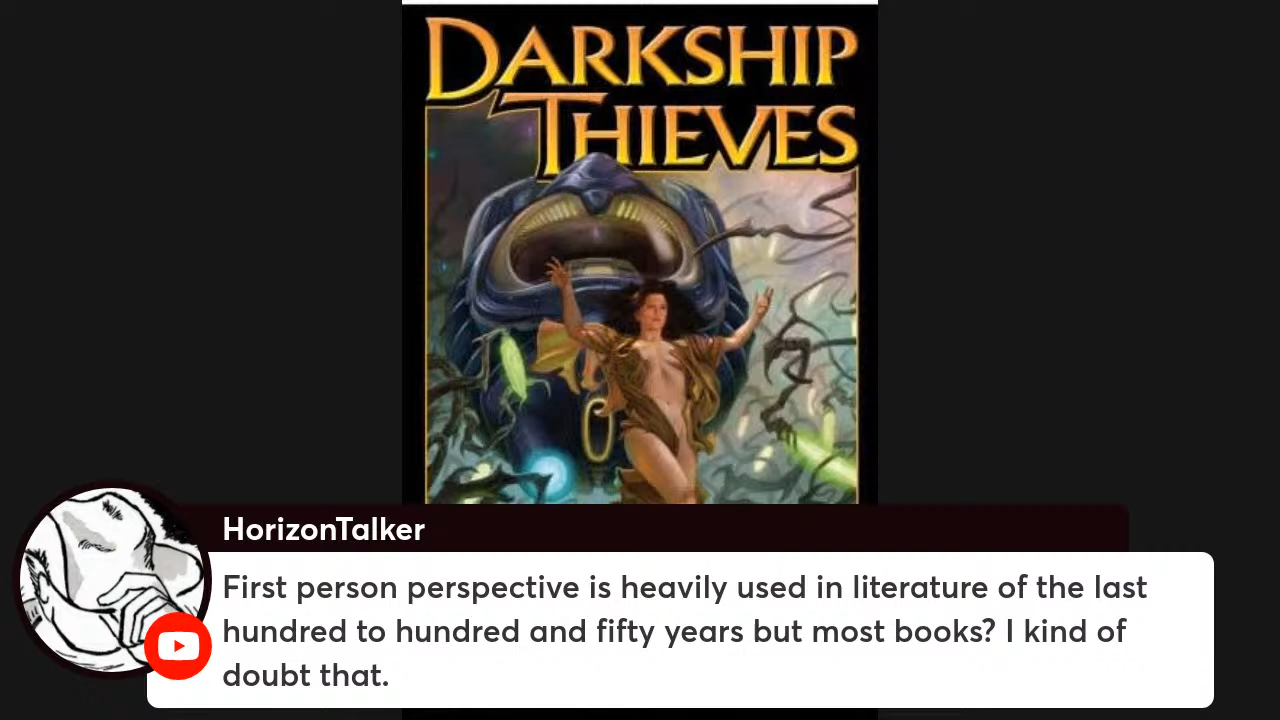 DARKSHIP
THIEVES
HorizonTalker
First person perspective is heavily used in literature of the last
hundred to hundred and fifty years but most books? I kind of
doubt that.